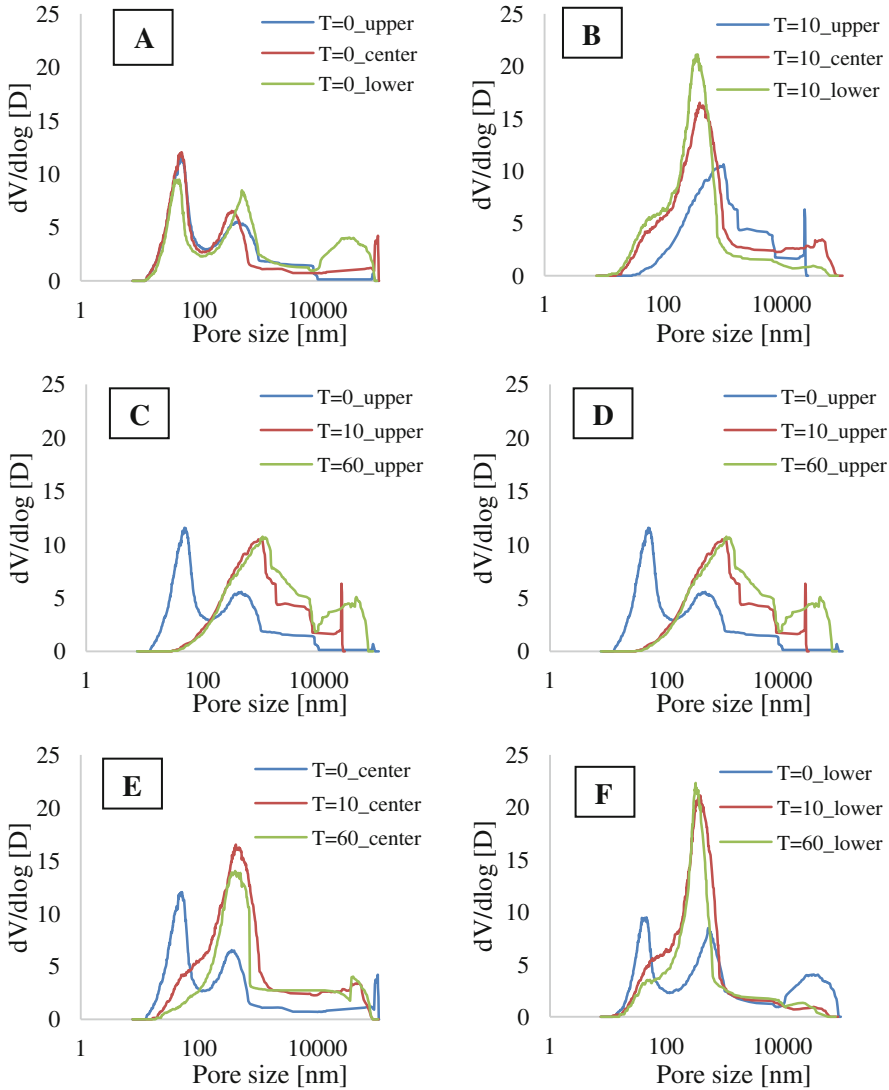 A
T=0_upper
T=0_center
T=0_lower
dV/dlog [D]
25
20
15
10
5
0
1
100
10000
Pore size [nm]
B
T=10_upper
T=10_center
T=10_lower
dV/dlog [D]
25
20
15
10
5
0
1
100
10000
Pore size [nm]
C
T=0_upper
T=10_upper
T=60_upper
dV/dlog [D]
25
20
15
10
5
0
1
100
10000
Pore size [nm]
D
T=0_upper
T=10_upper
T=60_upper
dV/dlog [D]
25
20
15
10
5
0
1
100
10000
Pore size [nm]
E
T=0_center
T=10_center
T=60_center
dV/dlog [D]
25
20
15
10
5
0
1
100
10000
Pore size [nm]
F
T=0_lower
T=10_lower
T=60_lower
dV/dlog [D]
25
20
15
10
5
0
1
100
10000
Pore size [nm]